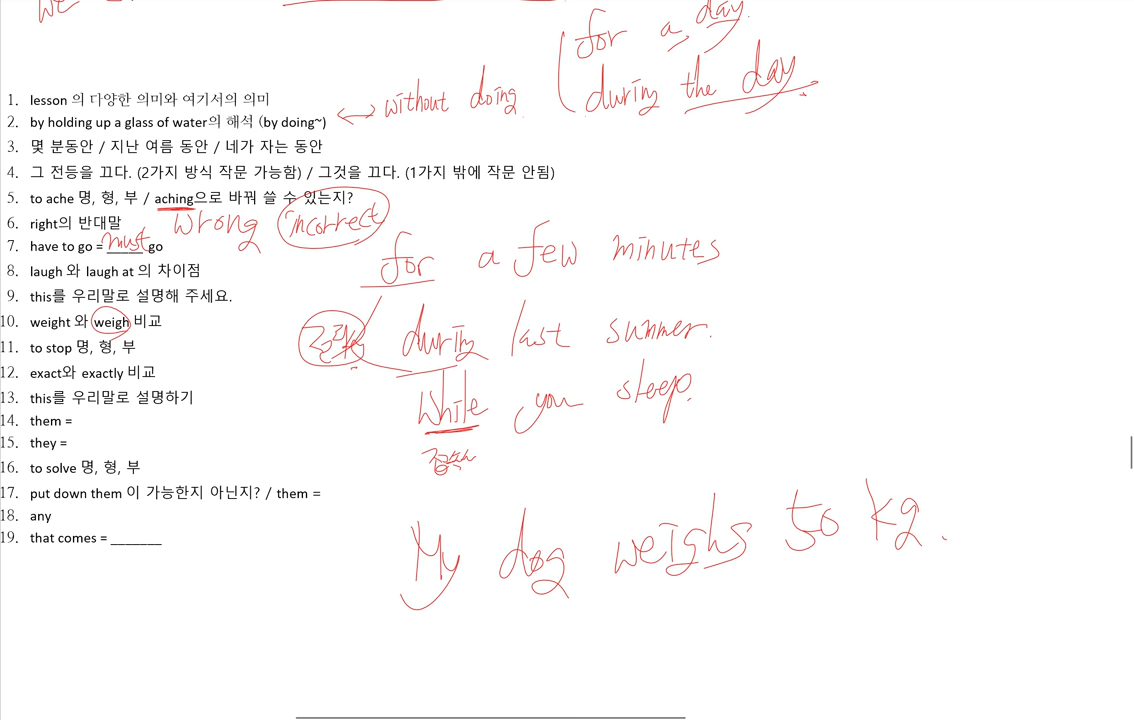 we
for a day.
during the day
without doing
1. lesson 의 다양한 의미와 여기서의 의미
2. by holding up a glass of water의 해석 (by doing~)
3. 몇 분동안 / 지난 여름 동안 / 네가 자는 동안
4. 그 전등을 끄다. (2가지 방식 작문 가능함) / 그것을 끄다. (1가지 밖에 작문 안됨)
5. to ache 명, 형, 부 / aching으로 바꿔 쓸 수 있는지?
6. right의 반대말 wrong incorrect
7. have to go = must go
for a few minutes
8. laugh 와 laugh at 의 차이점
9. this를 우리말로 설명해 주세요.
10. weight 와 weigh 비교
during last summer.
11. to stop 명, 형, 부
12. exact와 exactly 비교
13. this를 우리말로 설명하기
while you sleep.
14. them =
15. they =
접속사
16. to solve 명, 형, 부
17. put down them 이 가능한지 아닌지? / them =
18. any
19. that comes = _______
My dog weighs 50 kg.